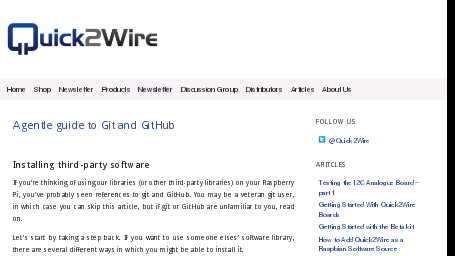 Quick2Wire
Home Shop Newsletter Products Newsletter Discussion Group Distributors Articles About Us
A gentle guide to Git and GitHub
Installing third-party software
If you're thinking of using our libraries (or other third-party libraries) on your Raspberry
Pi, you've probably seen references to git and GitHub. You may be a veteran git user,
in which case you can skip this article, but if git or GitHub are unfamiliar to you, read
on.
Let's start by taking a step back. If you want to use someone elses' software library,
there are several different ways in which you might be able to install it.
FOLLOW US
@Quick2Wire
ARITCLES
Testing the I2C Analogue Board –
part 1
Getting Started With Quick2Wire
Boards
Getting Started with the Beta kit
How to Add Quick2Wire as a
Raspbian Software Source